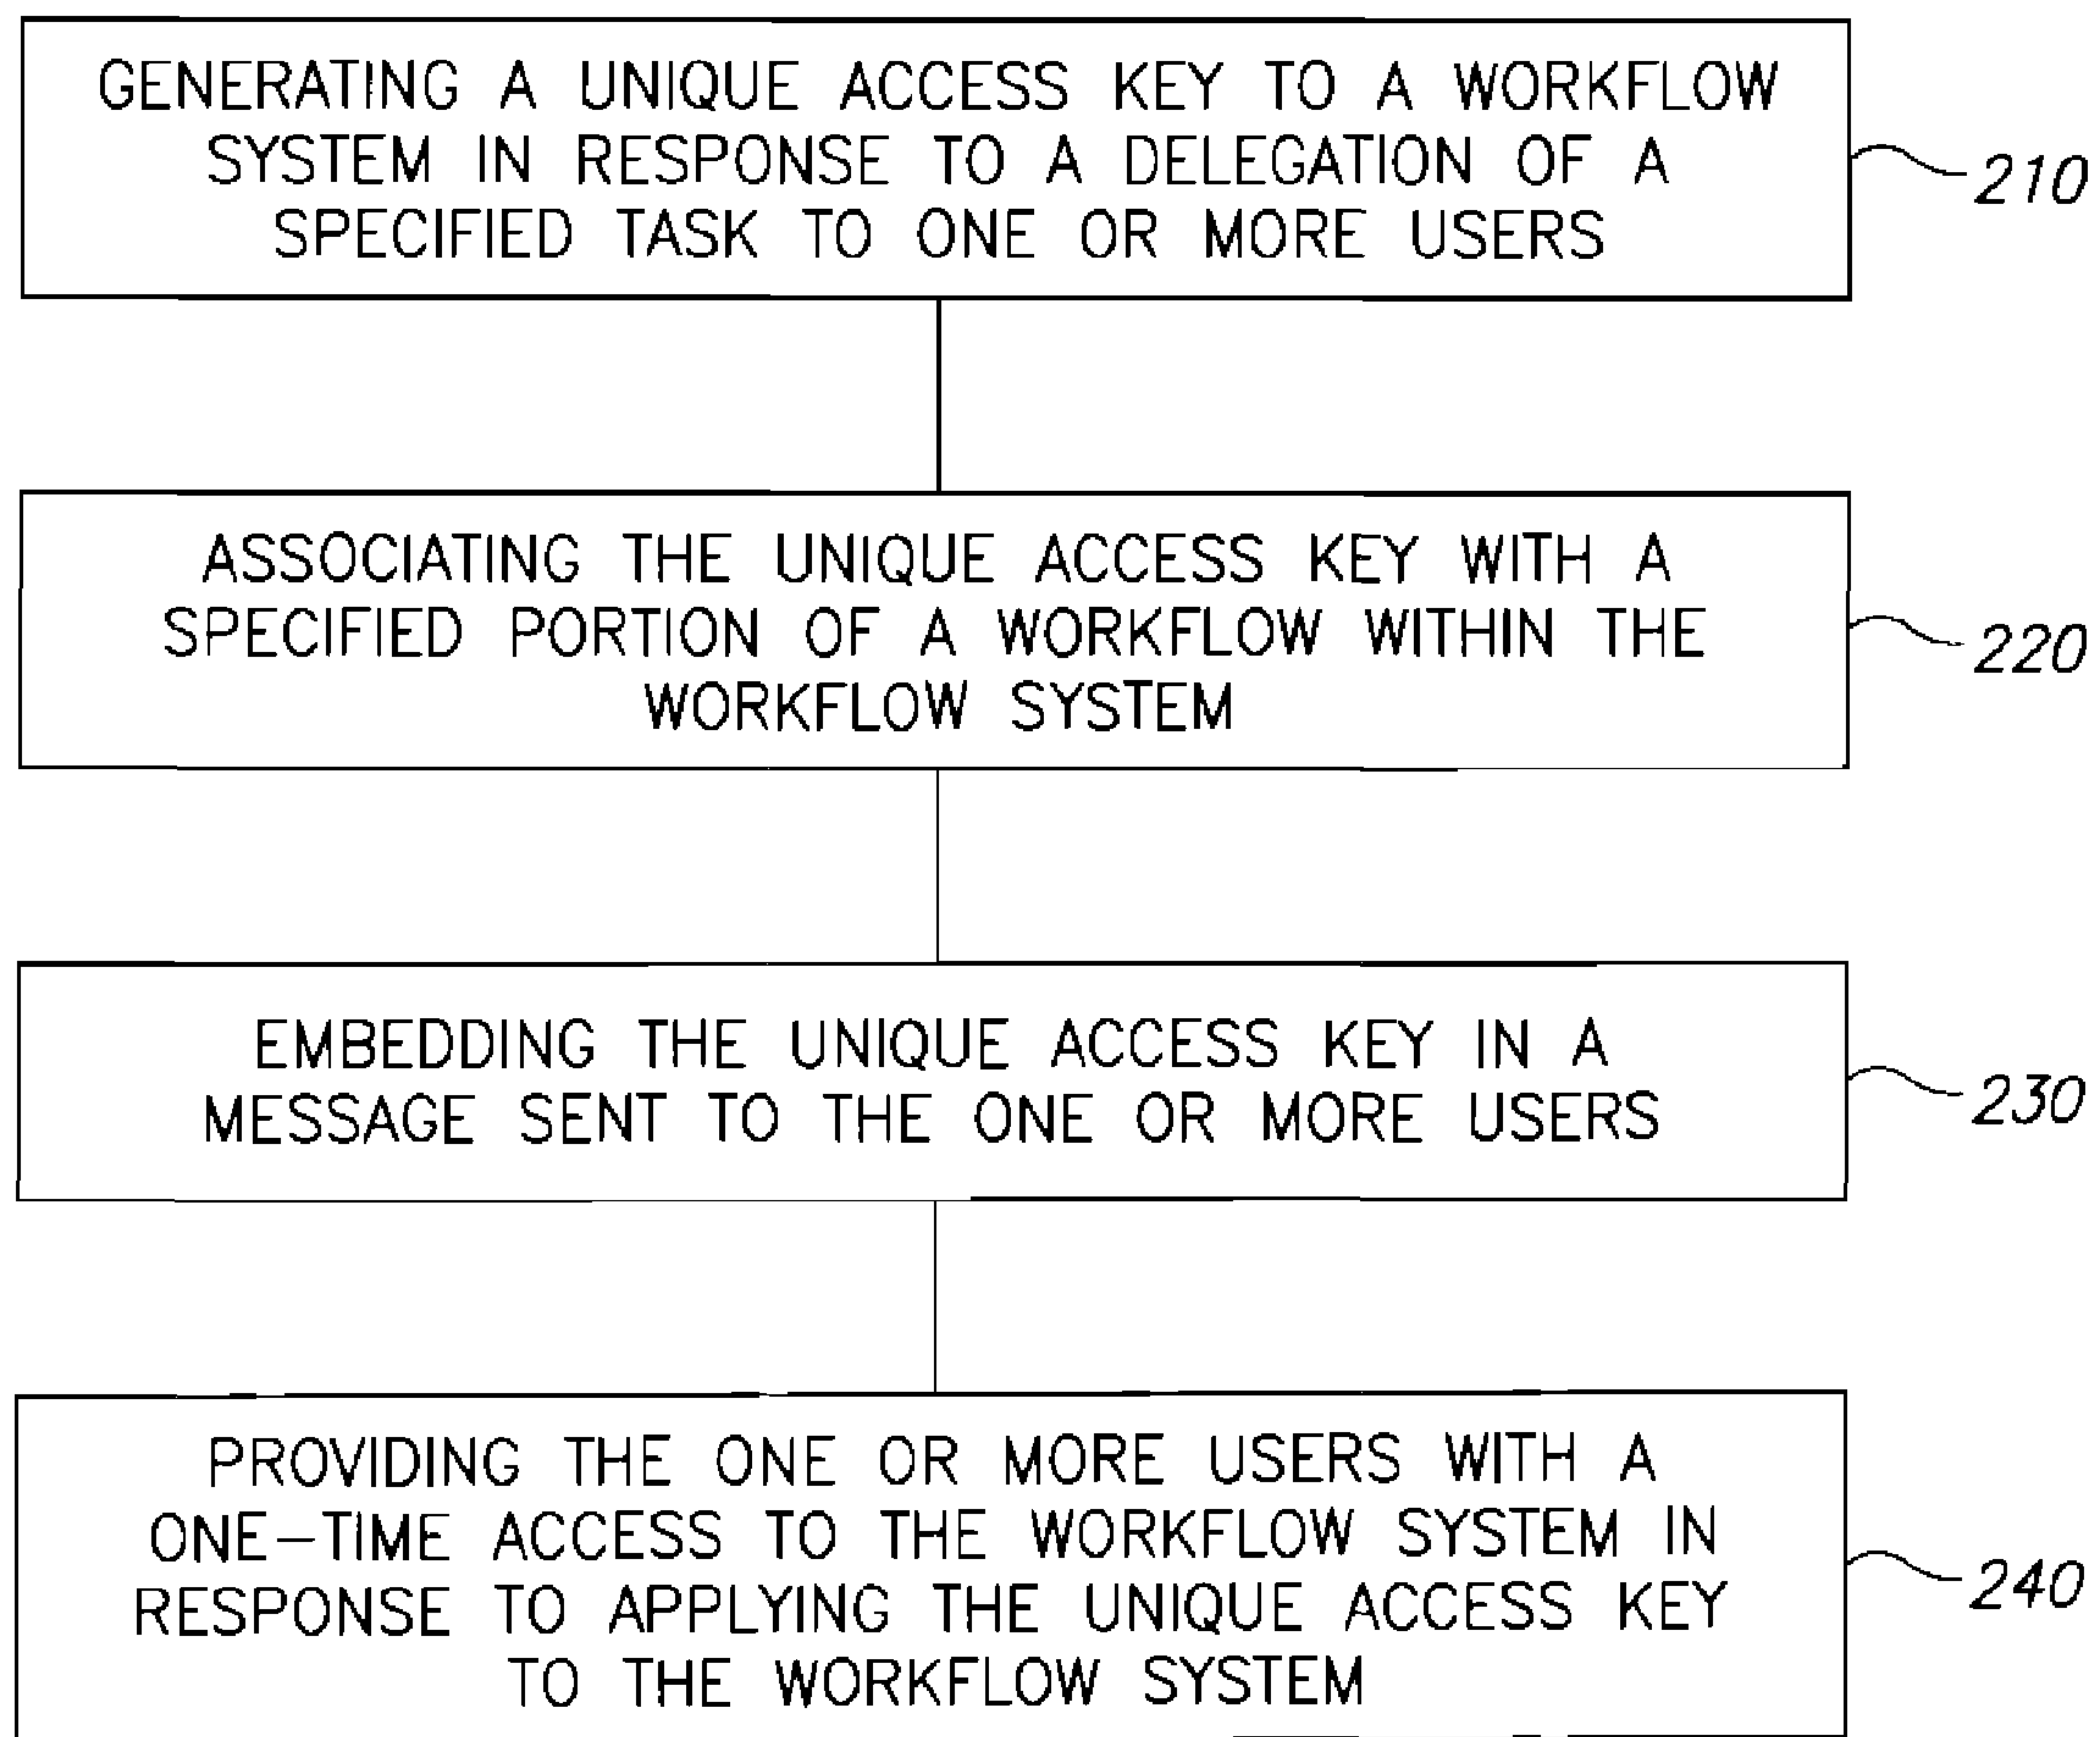 GENERATING A UNIQUE ACCESS KEY TO A WORKFLOW
SYSTEM IN RESPONSE TO A DELEGATION OF A
SPECIFIED TASK TO ONE OR MORE USERS
210
ASSOCIATING THE UNIQUE ACCESS KEY WITH A
SPECIFIED PORTION OF A WORKFLOW WITHIN THE
WORKFLOW SYSTEM
220
EMBEDDING THE UNIQUE ACCESS KEY IN A
MESSAGE SENT TO THE ONE OR MORE USERS
230
PROVIDING THE ONE OR MORE USERS WITH A
ONE-TIME ACCESS TO THE WORKFLOW SYSTEM IN
RESPONSE TO APPLYING THE UNIQUE ACCESS KEY
TO THE WORKFLOW SYSTEM
240